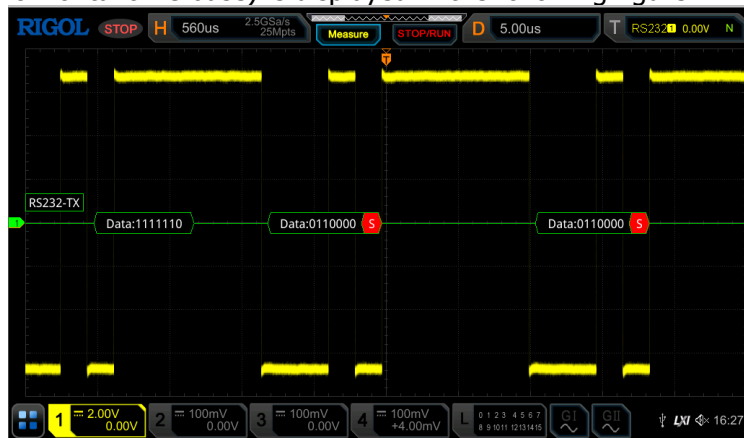 RIGOL STOP H 560us 2.5GSa/s 25Mpts Measure STOP/RUN D 5.00us T RS232 1 0.00V N
T
RS232-TX
1
Data:1111110 Data:0110000 S Data:0110000 S
1 2.00V 0.00V 2 100mV 0.00V 3 100mV 0.00V 4 100mV +4.00mV L 0 1 2 3 4 5 6 7 8 9 10 11 12 13 14 15 GI GII LXI 16:27